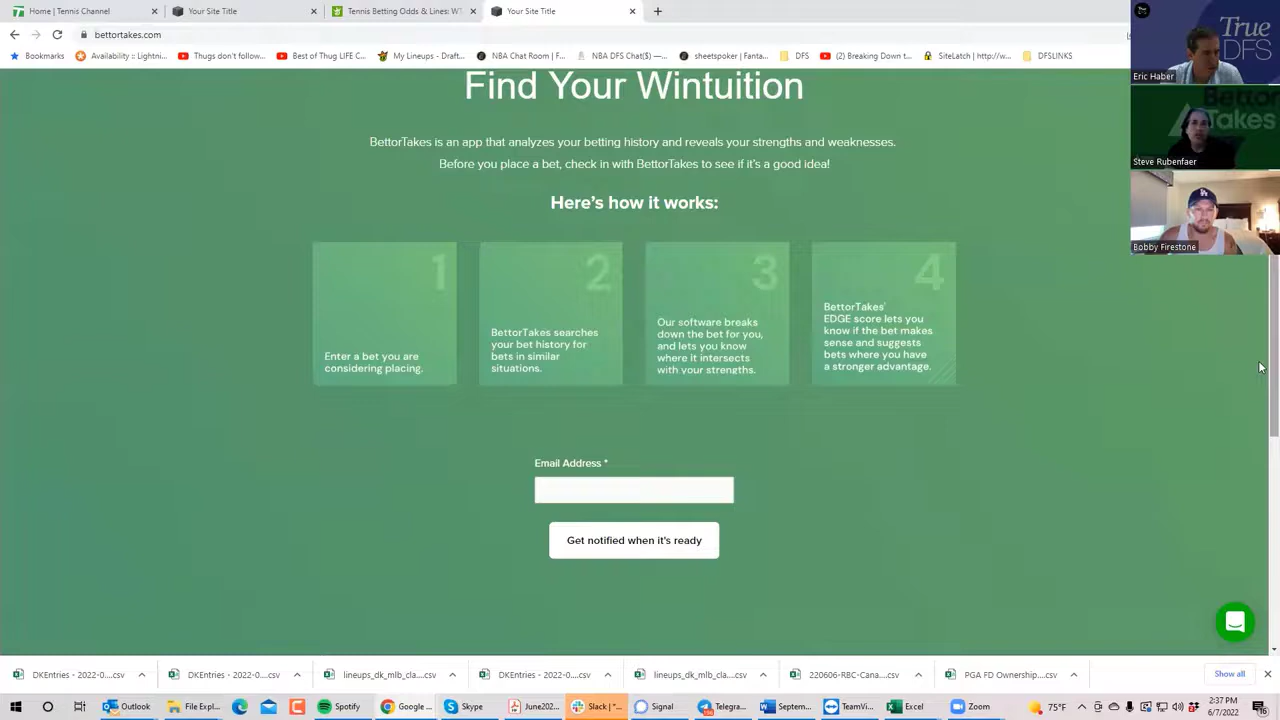 Home | Tennis Channel
Your Site Title
Tennis Betting Odds & Lines: WT
Your Site Title
bettortakes.com
Bookmarks
Availability :: Lightni...
Thugs don't follow...
Best of Thug LIFE C...
My Lineups - Draft...
NBA Chat Room | F...
NBA DFS Chat($) —...
sheetspoker | Fanta...
DFS
(2) Breaking Down t...
SiteLatch | http://w...
DFSLINKS
True
DFS
Eric Haber
Bettor
Takes
Steve Rubenfaer
Bobby Firestone
Find Your Wintuition
BettorTakes is an app that analyzes your betting history and reveals your strengths and weaknesses.
Before you place a bet, check in with BettorTakes to see if it's a good idea!
Here's how it works:
1
Enter a bet you are
considering placing.
2
BettorTakes searches
your bet history for
bets in similar
situations.
3
Our software breaks
down the bet for you,
and lets you know
where it intersects
with your strengths.
4
BettorTakes'
EDGE score lets you
know if the bet makes
sense and suggests
bets where you have
a stronger advantage.
Email Address *
Get notified when it's ready
DKEntries - 2022-0....csv
DKEntries - 2022-0....csv
lineups_dk_mlb_cla....csv
DKEntries - 2022-0....csv
lineups_dk_mlb_cla....csv
220606-RBC-Cana....csv
PGA FD Ownership....csv
Show all
Outlook
File Expl...
Spotify
Google ...
Skype
June202...
Slack | "...
Signal
Telegra...
Septem...
TeamVi...
Excel
Zoom
75°F
2:37 PM
6/7/2022